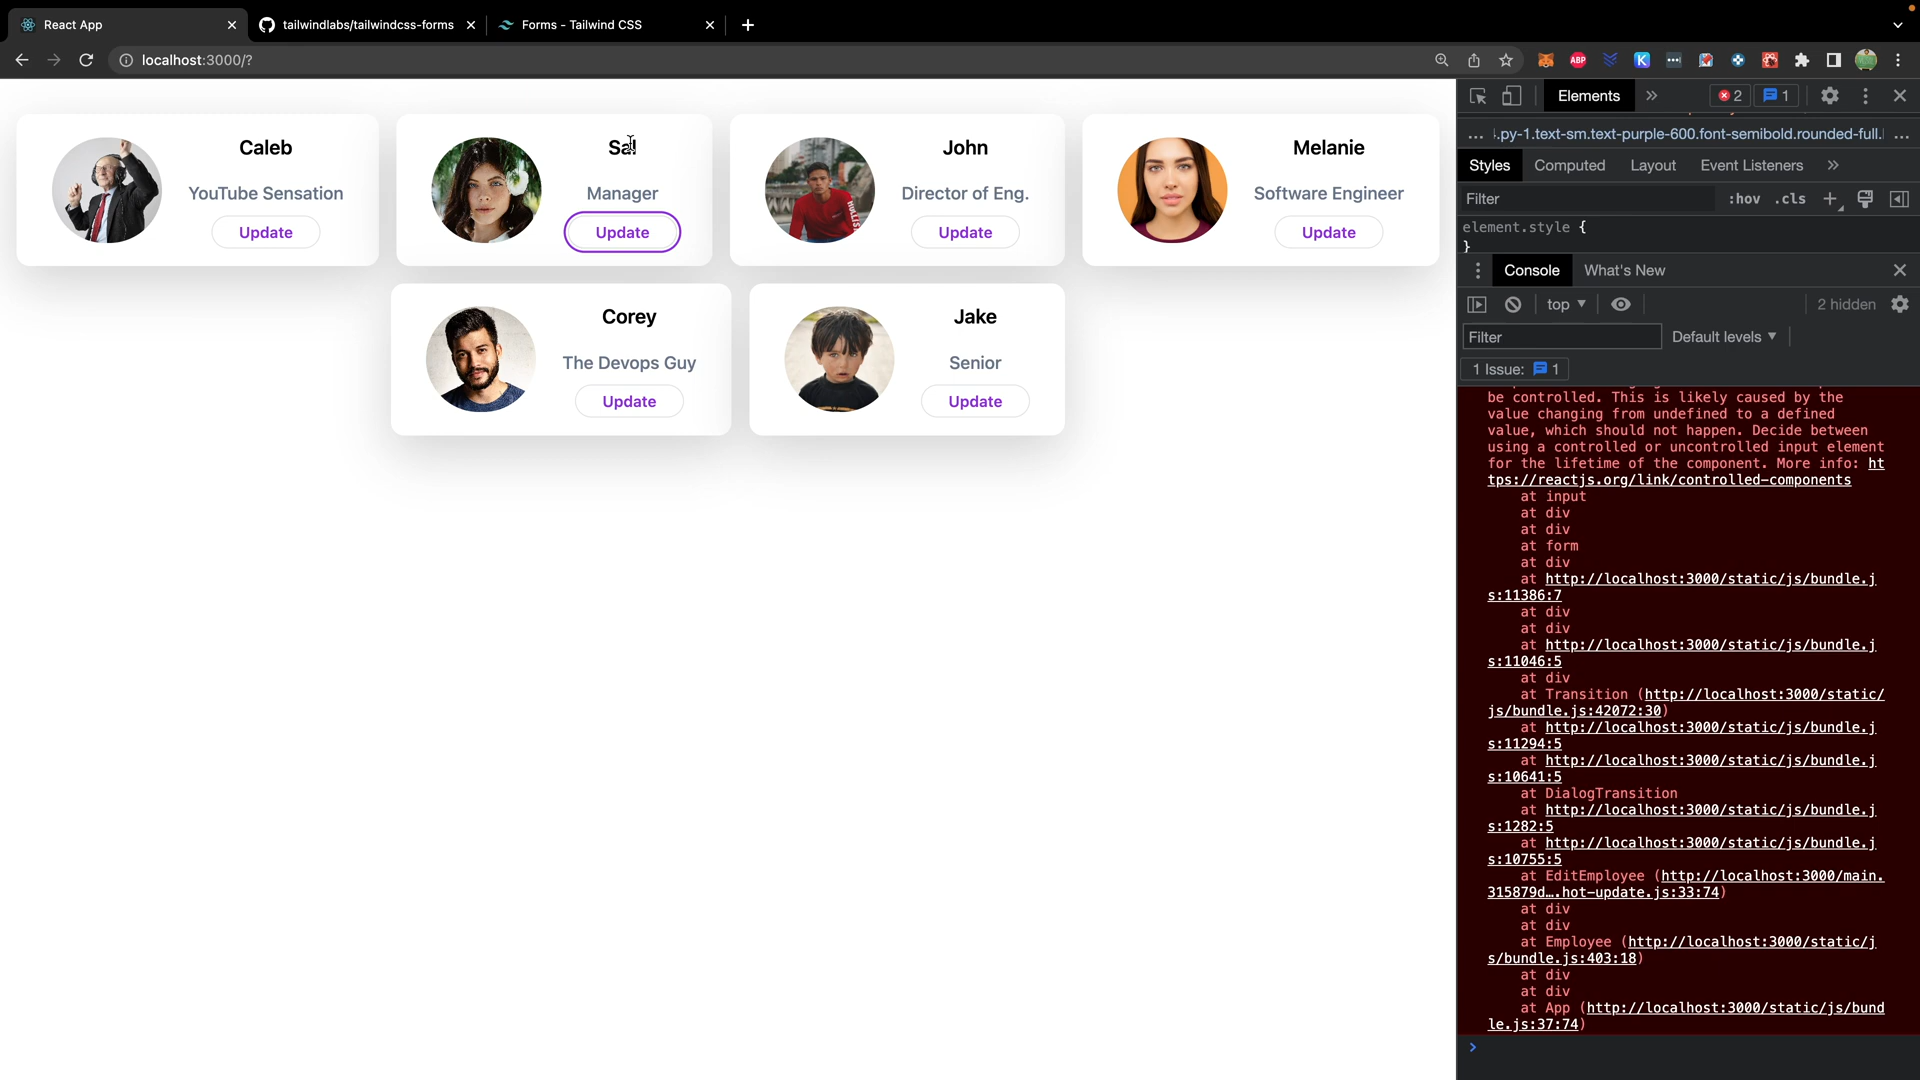 React App
tailwindlabs/tailwindcss-forms
Forms - Tailwind CSS
localhost:3000/?
ABP
K
Elements
2
1
... .py-1.text-sm.text-purple-600.font-semibold.rounded-full. ...
Styles
Computed
Layout
Event Listeners
Filter
:hov
.cls
element.style {
}
Console
What's New
top
2 hidden
Filter
Default levels
1 Issue:
1
be controlled. This is likely caused by the
value changing from undefined to a defined
value, which should not happen. Decide between
using a controlled or uncontrolled input element
for the lifetime of the component. More info: ht
tps://reactjs.org/link/controlled-components
at input
at div
at div
at form
at div
at http://localhost:3000/static/js/bundle.j
s:11386:7
at div
at div
at http://localhost:3000/static/js/bundle.j
s:11046:5
at div
at Transition (http://localhost:3000/static/
js/bundle.js:42072:30)
at http://localhost:3000/static/js/bundle.j
s:11294:5
at http://localhost:3000/static/js/bundle.j
s:10641:5
at DialogTransition
at http://localhost:3000/static/js/bundle.j
s:1282:5
at http://localhost:3000/static/js/bundle.j
s:10755:5
at EditEmployee (http://localhost:3000/main.
315879d….hot-update.js:33:74)
at div
at div
at Employee (http://localhost:3000/static/j
s/bundle.js:403:18)
at div
at div
at App (http://localhost:3000/static/js/bund
le.js:37:74)
Caleb
YouTube Sensation
Update
Sal
Manager
Update
John
Director of Eng.
Update
Melanie
Software Engineer
Update
Corey
The Devops Guy
Update
Jake
Senior
Update